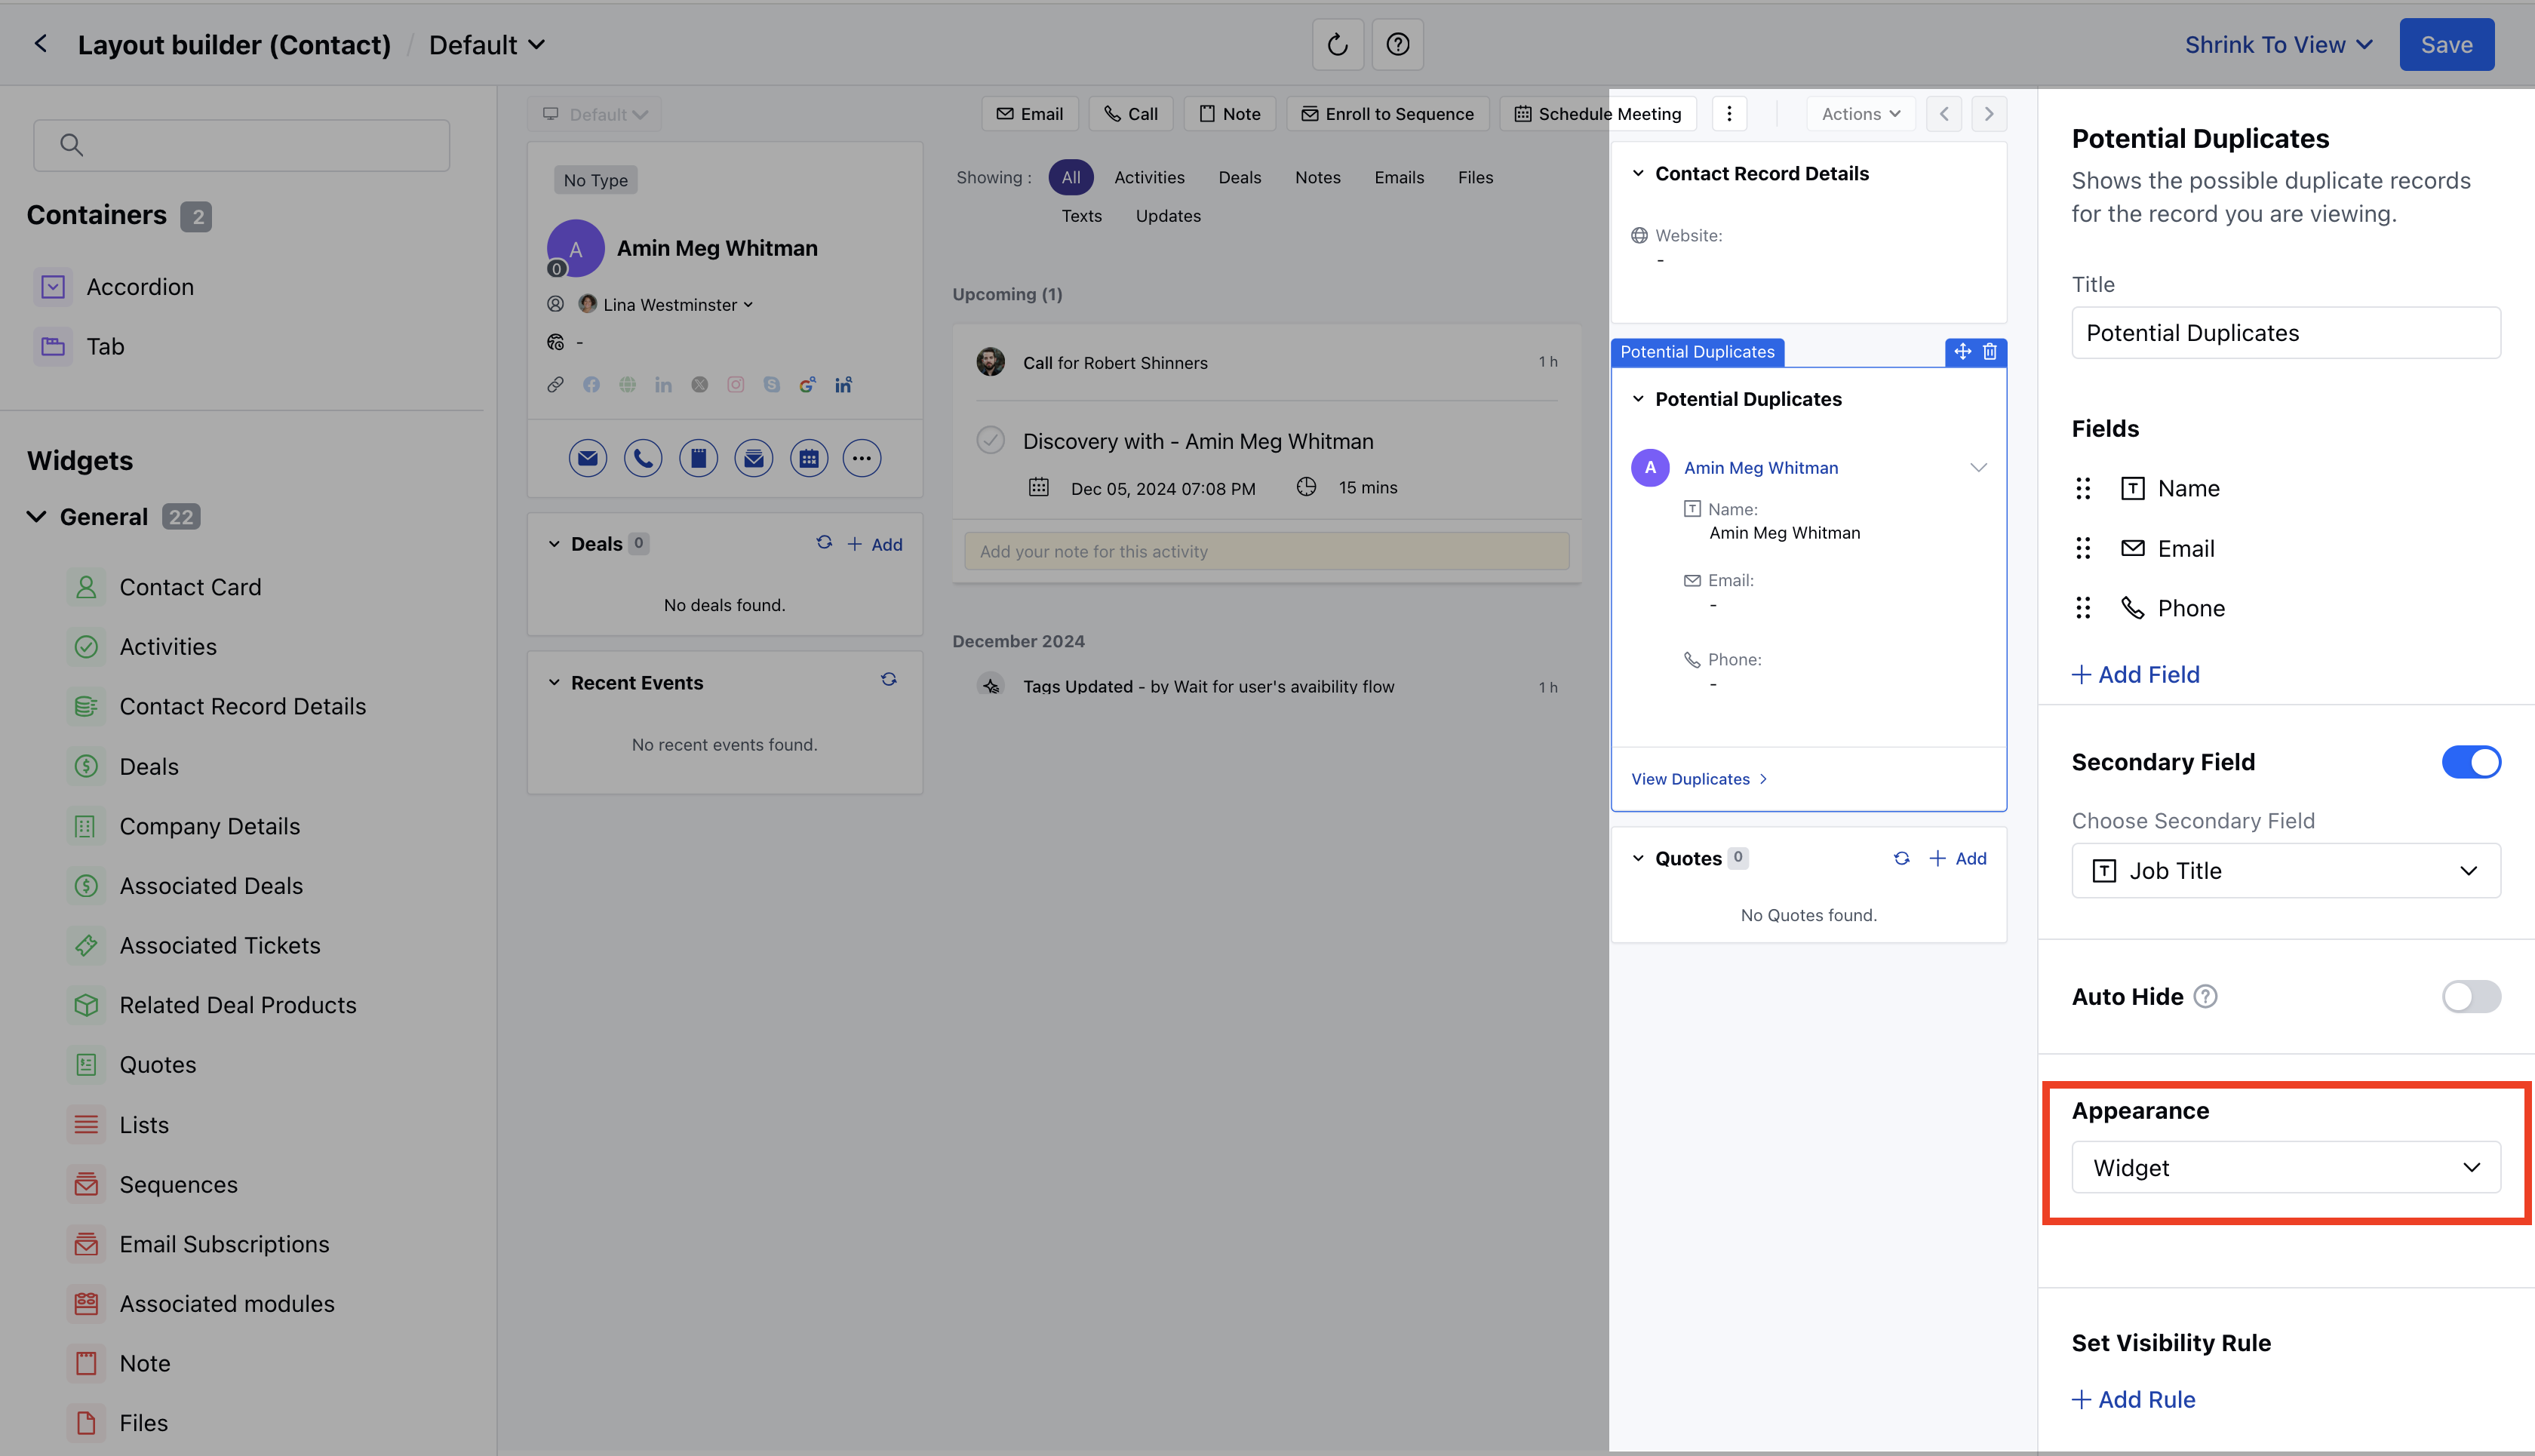 Layout builder (Contact) / Default
Shrink To View
Save
Containers 2
Accordion
Tab
Widgets
General 22
Contact Card
Activities
Contact Record Details
Deals
Company Details
Associated Deals
Associated Tickets
Related Deal Products
Quotes
Lists
Sequences
Email Subscriptions
Associated modules
Note
Files
Default
Email
Call
Note
Enroll to Sequence
Schedule Meeting
Actions
No Type
A
0
Amin Meg Whitman
Lina Westminster
-
Deals 0
Add
No deals found.
Recent Events
No recent events found.
Showing :
All
Activities
Deals
Notes
Emails
Files
Texts
Updates
Upcoming (1)
Call for Robert Shinners
1 h
Discovery with - Amin Meg Whitman
Dec 05, 2024 07:08 PM
15 mins
Add your note for this activity
December 2024
Tags Updated - by Wait for user's avaibility flow
1 h
Contact Record Details
Website:
-
Potential Duplicates
Potential Duplicates
A
Amin Meg Whitman
Name:
Amin Meg Whitman
Email:
-
Phone:
-
View Duplicates
Quotes 0
Add
No Quotes found.
Potential Duplicates
Shows the possible duplicate records
for the record you are viewing.
Title
Potential Duplicates
Fields
Name
Email
Phone
+ Add Field
Secondary Field
Choose Secondary Field
Job Title
Auto Hide
Appearance
Widget
Set Visibility Rule
+ Add Rule